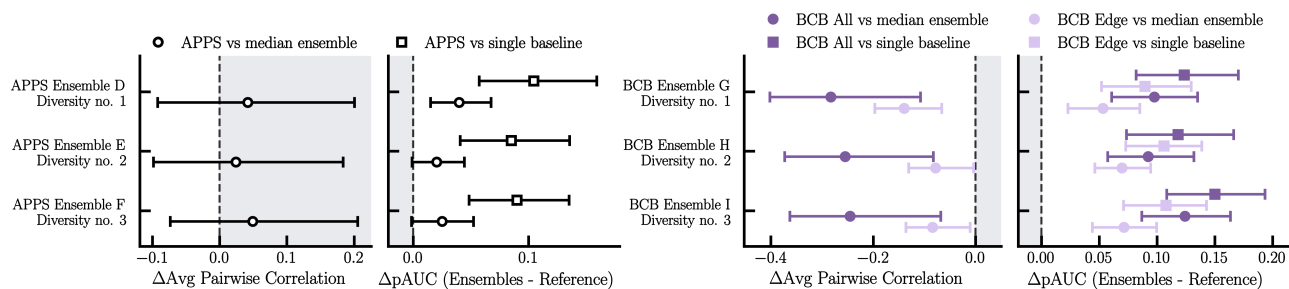 APPS vs median ensemble
APPS vs single baseline
BCB All vs median ensemble
BCB All vs single baseline
BCB Edge vs median ensemble
BCB Edge vs single baseline
APPS Ensemble D
Diversity no. 1
APPS Ensemble E
Diversity no. 2
APPS Ensemble F
Diversity no. 3
−0.1 0.0 0.1 0.2
ΔAvg Pairwise Correlation
0.0 0.1
ΔpAUC (Ensembles - Reference)
BCB Ensemble G
Diversity no. 1
BCB Ensemble H
Diversity no. 2
BCB Ensemble I
Diversity no. 3
−0.4 −0.2 0.0
ΔAvg Pairwise Correlation
0.00 0.05 0.10 0.15 0.20
ΔpAUC (Ensembles - Reference)